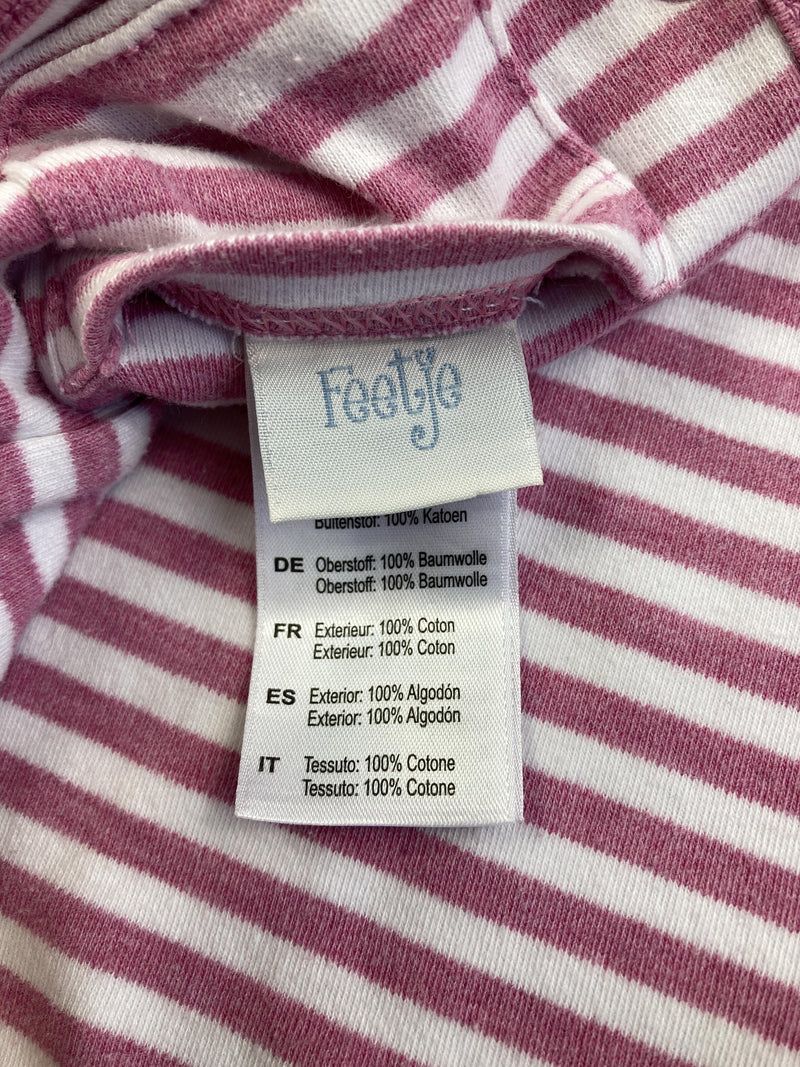 Feetje
Buitenstof: 100% Katoen
DE Oberstoff: 100% Baumwolle
Oberstoff: 100% Baumwolle
FR Exterieur: 100% Coton
Exterieur: 100% Coton
ES Exterior: 100% Algodón
Exterior: 100% Algodón
IT Tessuto: 100% Cotone
Tessuto: 100% Cotone